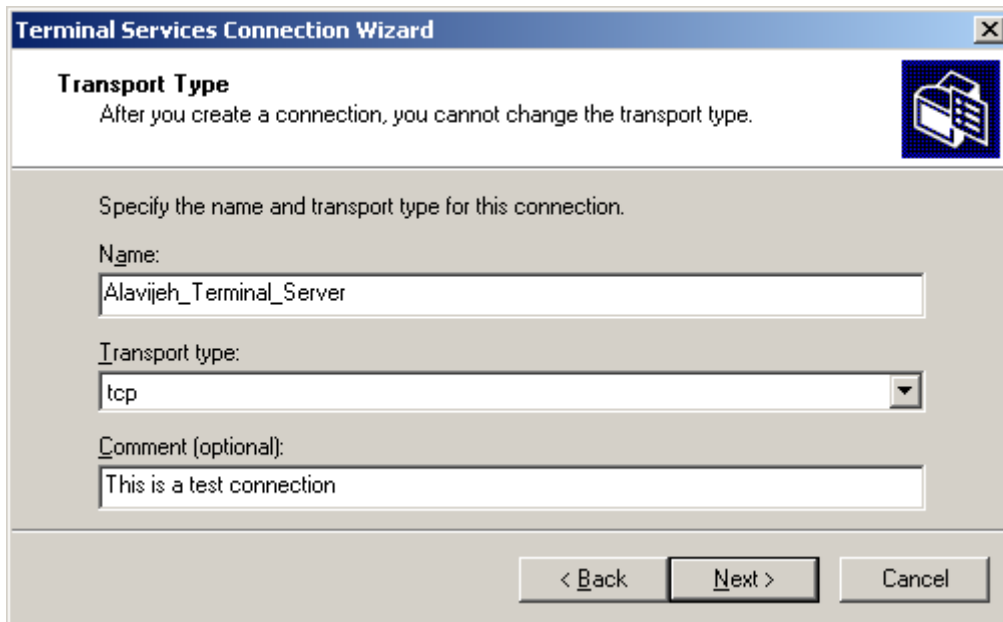 Terminal Services Connection Wizard
Transport Type
After you create a connection, you cannot change the transport type.
Specify the name and transport type for this connection.
Name:
Alavijeh_Terminal_Server
Transport type:
tcp
Comment (optional):
This is a test connection
< Back Next > Cancel